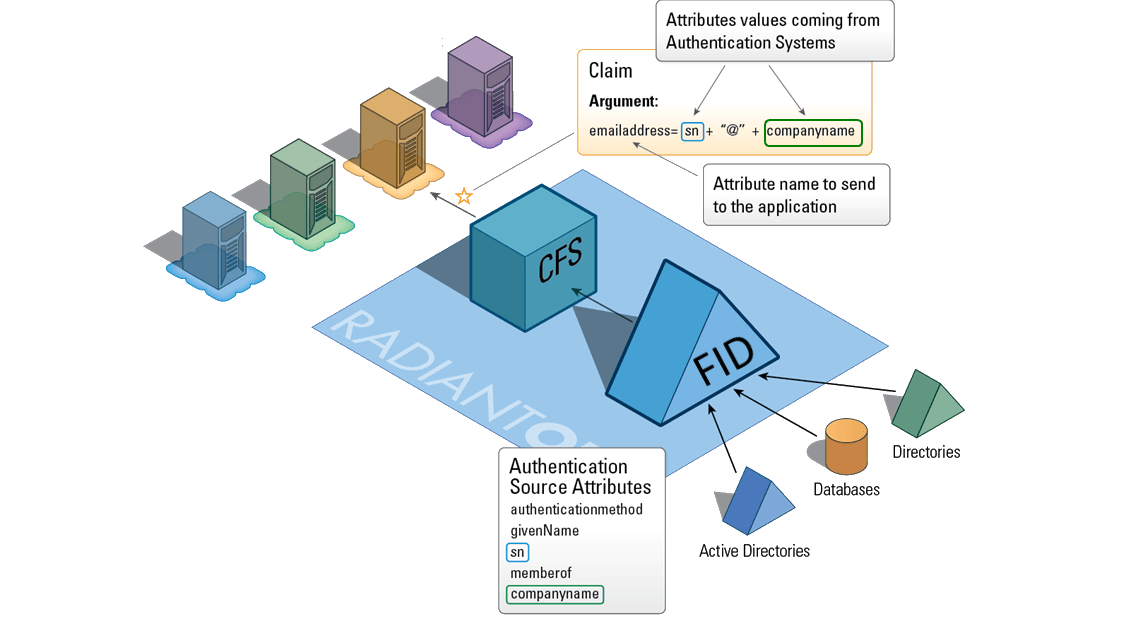 Attributes values coming from
Authentication Systems
Claim
Argument:
emailaddress= sn + “@” + companyname
Attribute name to send
to the application
CFS
FID
Directories
Databases
Active Directories
Authentication
Source Attributes
authenticationmethod
givenName
sn
memberof
companyname